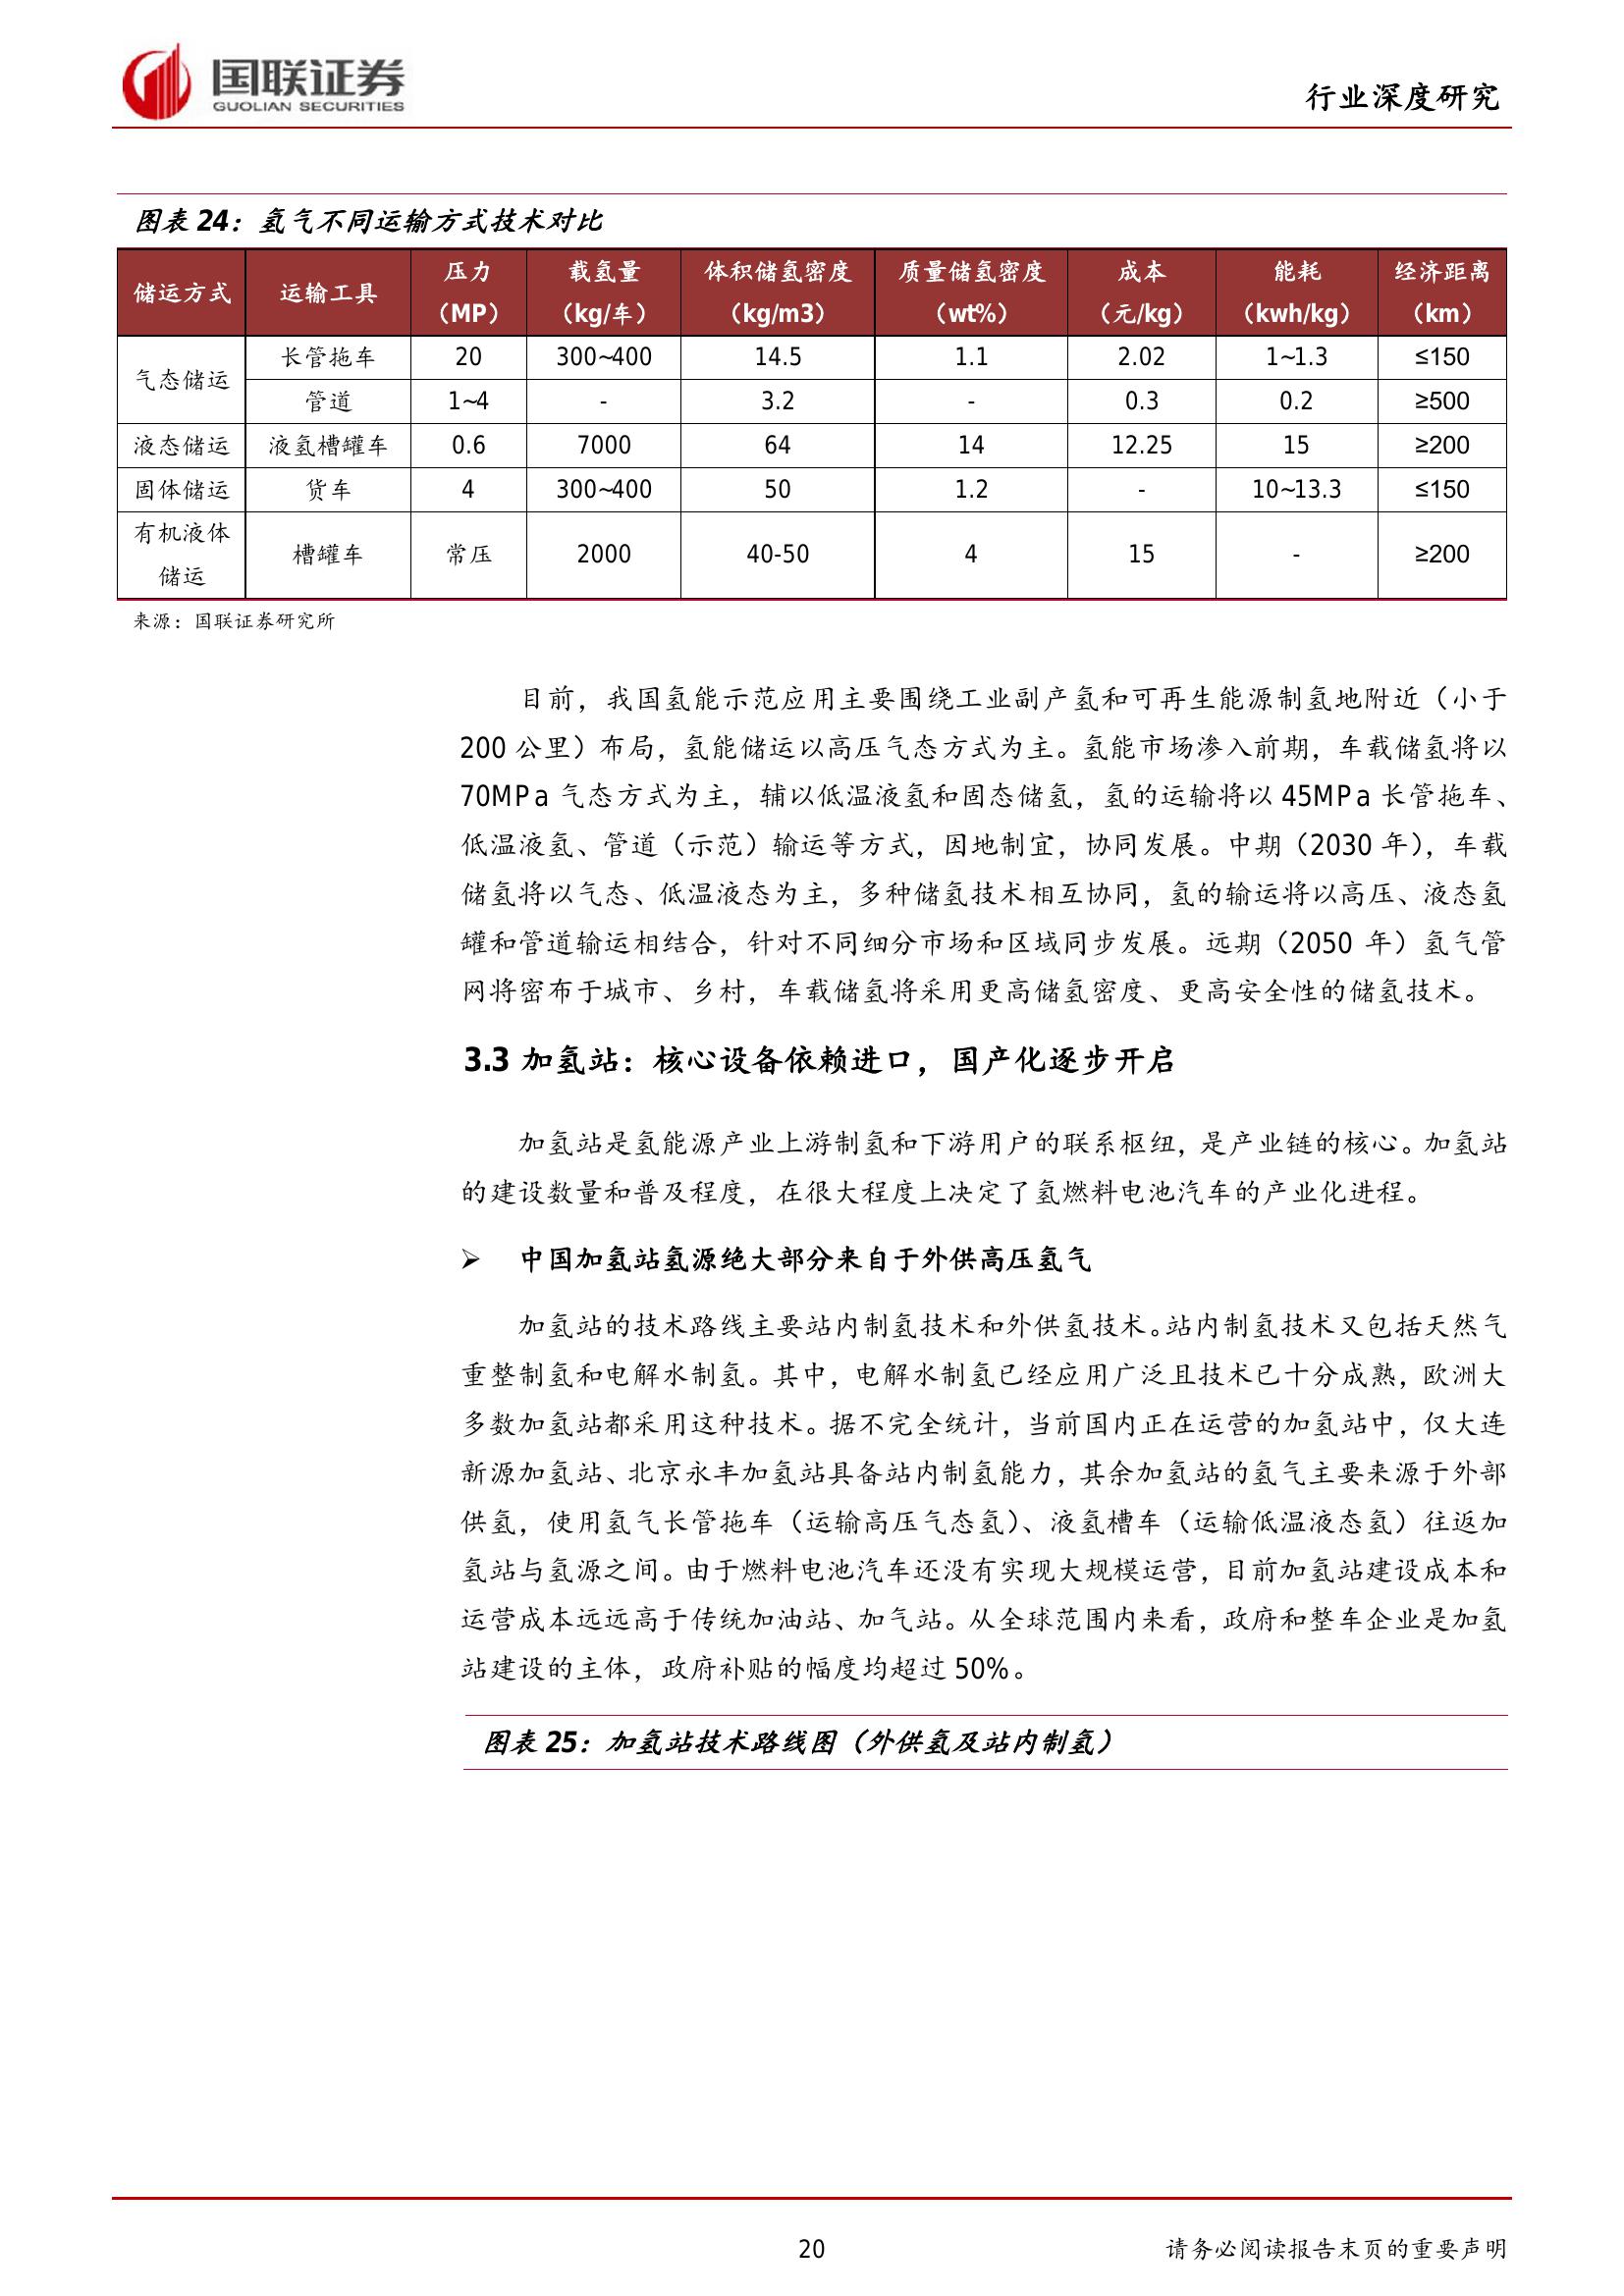 国联证券
GUOLIAN SECURITIES
行业深度研究
图表 24：氢气不同运输方式技术对比
储运方式 运输工具 压力（MP） 载氢量（kg/车） 体积储氢密度（kg/m3） 质量储氢密度（wt%） 成本（元/kg） 能耗（kwh/kg） 经济距离（km）
气态储运 长管拖车 20 300~400 14.5 1.1 2.02 1~1.3 ≤150
管道 1~4 - 3.2 - 0.3 0.2 ≥500
液态储运 液氢槽罐车 0.6 7000 64 14 12.25 15 ≥200
固体储运 货车 4 300~400 50 1.2 - 10~13.3 ≤150
有机液体储运 槽罐车 常压 2000 40-50 4 15 - ≥200
来源：国联证券研究所
目前，我国氢能示范应用主要围绕工业副产氢和可再生能源制氢地附近（小于
200 公里）布局，氢能储运以高压气态方式为主。氢能市场渗入前期，车载储氢将以
70MPa 气态方式为主，辅以低温液氢和固态储氢，氢的运输将以 45MPa 长管拖车、
低温液氢、管道（示范）输运等方式，因地制宜，协同发展。中期（2030 年），车载
储氢将以气态、低温液态为主，多种储氢技术相互协同，氢的输运将以高压、液态氢
罐和管道输运相结合，针对不同细分市场和区域同步发展。远期（2050 年）氢气管
网将密布于城市、乡村，车载储氢将采用更高储氢密度、更高安全性的储氢技术。
3.3 加氢站：核心设备依赖进口，国产化逐步开启
加氢站是氢能源产业上游制氢和下游用户的联系枢纽，是产业链的核心。加氢站
的建设数量和普及程度，在很大程度上决定了氢燃料电池汽车的产业化进程。
➢ 中国加氢站氢源绝大部分来自于外供高压氢气
加氢站的技术路线主要站内制氢技术和外供氢技术。站内制氢技术又包括天然气
重整制氢和电解水制氢。其中，电解水制氢已经应用广泛且技术已十分成熟，欧洲大
多数加氢站都采用这种技术。据不完全统计，当前国内正在运营的加氢站中，仅大连
新源加氢站、北京永丰加氢站具备站内制氢能力，其余加氢站的氢气主要来源于外部
供氢，使用氢气长管拖车（运输高压气态氢）、液氢槽车（运输低温液态氢）往返加
氢站与氢源之间。由于燃料电池汽车还没有实现大规模运营，目前加氢站建设成本和
运营成本远远高于传统加油站、加气站。从全球范围内来看，政府和整车企业是加氢
站建设的主体，政府补贴的幅度均超过 50%。
图表 25：加氢站技术路线图（外供氢及站内制氢）
20
请务必阅读报告末页的重要声明